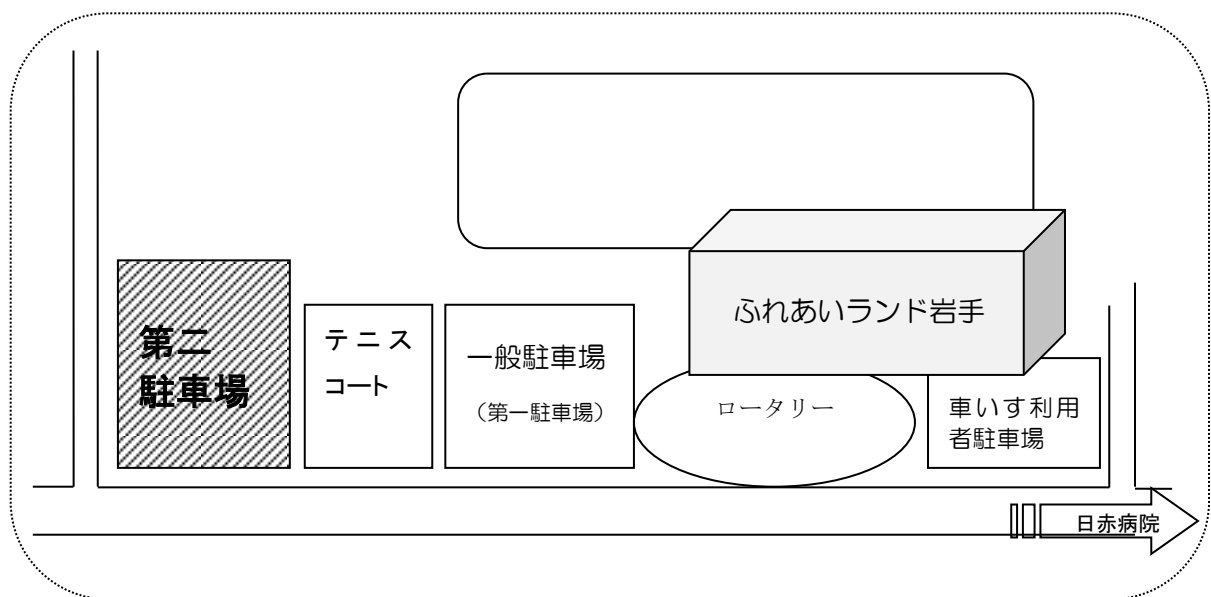 ふれあいランド岩手
第二
駐車場
テニス
コート
一般駐車場
（第一駐車場）
ロータリー
車いす利用
者駐車場
日赤病院